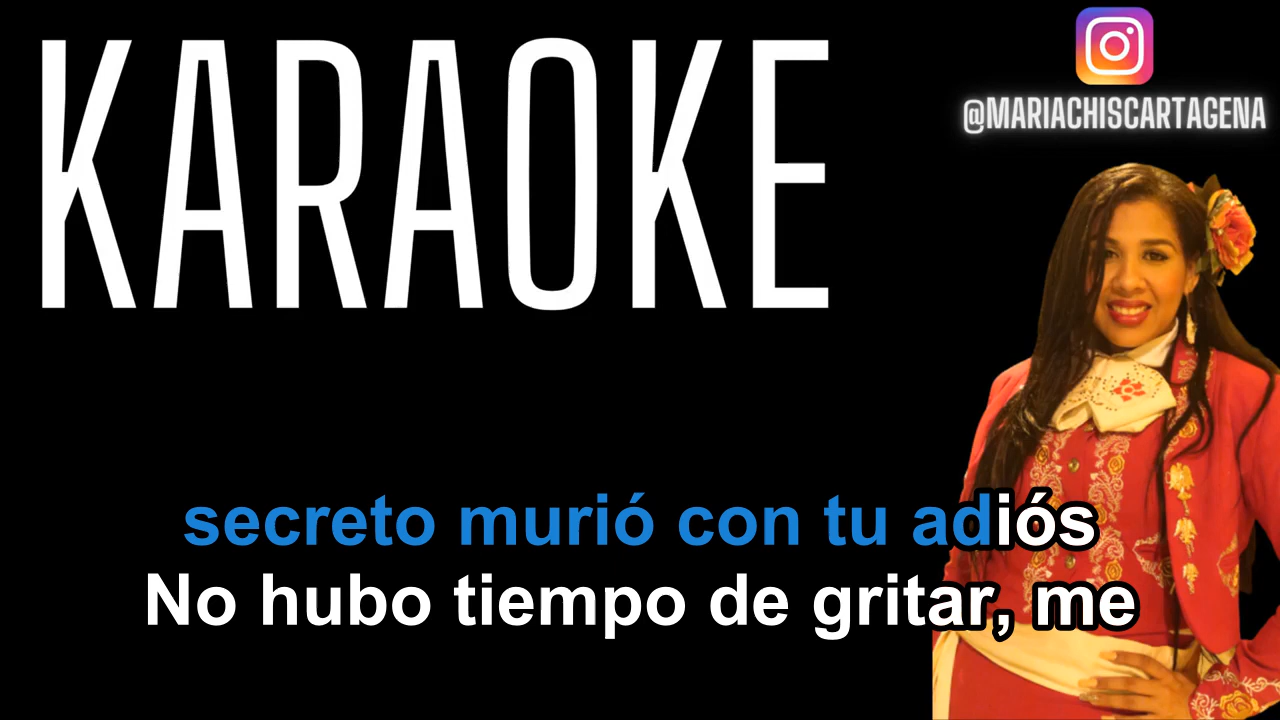 KARAOKE
@MARIACHISCARTAGENA
secreto murió con tu adiós
No hubo tiempo de gritar, me